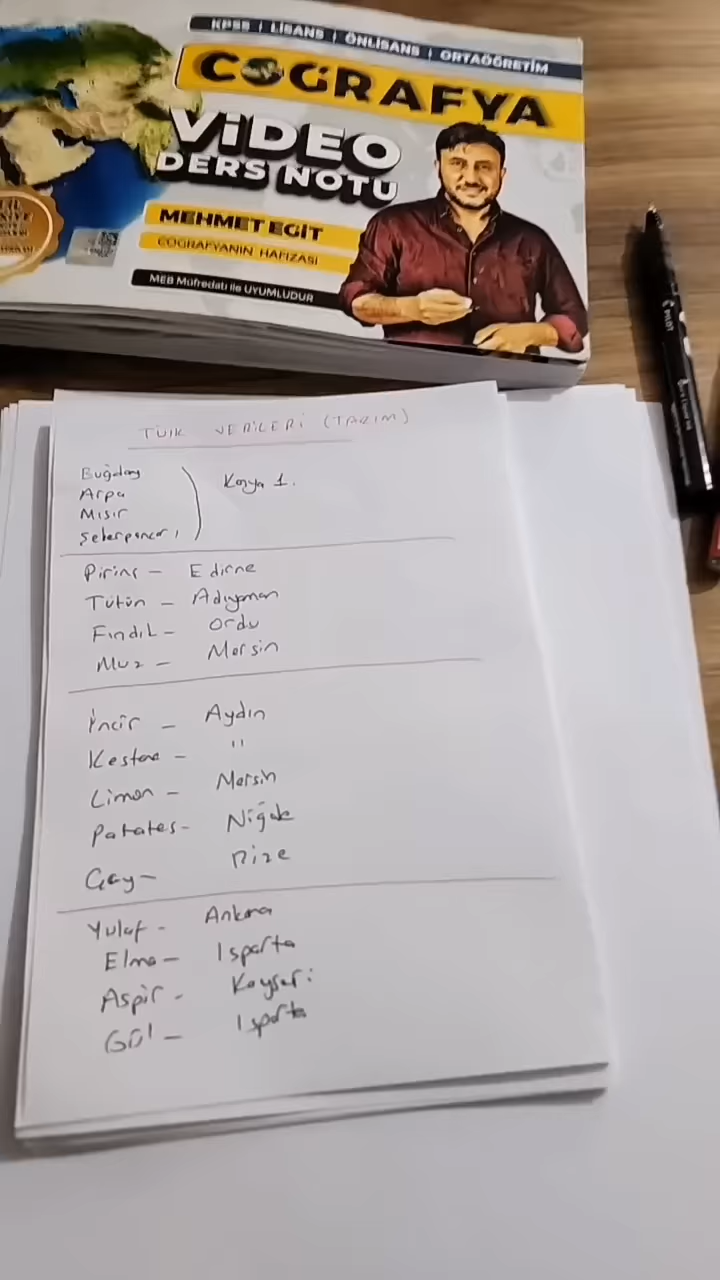 KPSS | LİSANS | ÖNLİSANS | ORTAÖĞRETİM
COĞRAFYA
VİDEO
DERS NOTU
MEHMET EĞİT
COĞRAFYANIN HAFIZASI
MEB Müfredatı ile UYUMLUDUR
PILOT
TÜİK VERİLERİ (TARIM)
Buğday
Arpa
Mısır
Şekerpancarı
Konya 1.
Pirinç - Edirne
Tütün - Adıyaman
Fındık - Ordu
Muz - Mersin
İncir - Aydın
Kestane - "
Limon - Mersin
Patates - Niğde
Çay - Rize
Yulaf - Ankara
Elma - Isparta
Aspir - Kayseri
Gül - Isparta